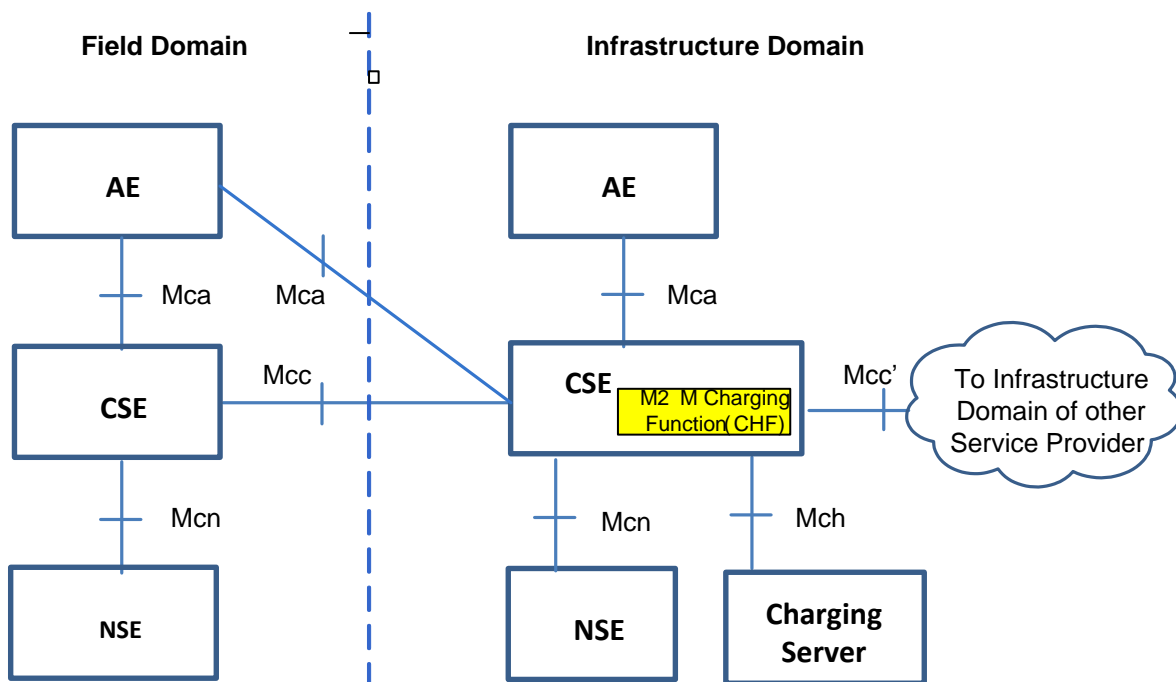 Field Domain
Infrastructure Domain
AE
AE
Mca
Mca
Mca
CSE
Mcc
CSE
M2 M Charging
Function(CHF)
Mcc’
To Infrastructure
Domain of other
Service Provider
Mcn
Mcn
Mch
NSE
NSE
Charging
Server